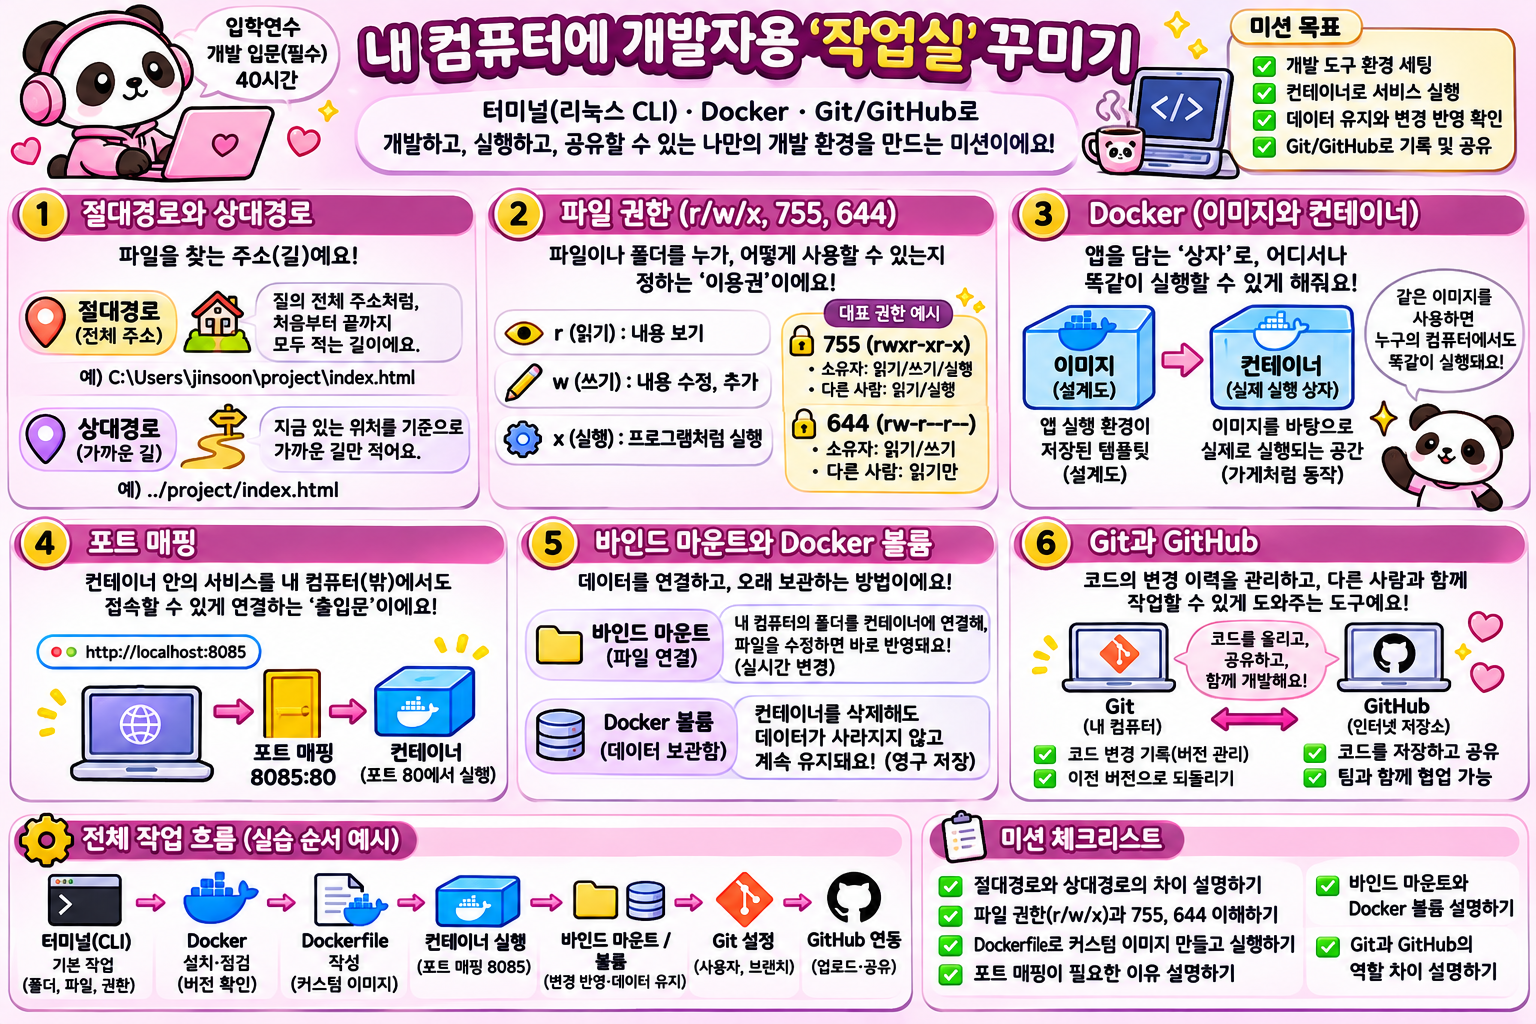 입학연수
개발 입문(필수)
40시간
내 컴퓨터에 개발자용 ‘작업실’ 꾸미기
터미널(리눅스 CLI) · Docker · Git/GitHub로
개발하고, 실행하고, 공유할 수 있는 나만의 개발 환경을 만드는 미션이에요!
미션 목표
개발 도구 환경 세팅
컨테이너로 서비스 실행
데이터 유지와 변경 반영 확인
Git/GitHub로 기록 및 공유
</>
1 절대경로와 상대경로
파일을 찾는 주소(길)예요!
절대경로
(전체 주소)
질의 전체 주소처럼,
처음부터 끝까지
모두 적는 길이에요.
예) C:\Users\jinsoon\project\index.html
상대경로
(가까운 길)
지금 있는 위처를 기준으로
가까운 길만 적어요.
예) ../project/index.html
2 파일 권한 (r/w/x, 755, 644)
파일이나 폴더를 누가, 어떻게 사용할 수 있는지
정하는 ‘이용권’이에요!
r (읽기) : 내용 보기
w (쓰기) : 내용 수정, 추가
x (실행) : 프로그램처럼 실행
대표 권한 예시
755 (rwxr-xr-x)
• 소유자: 읽기/쓰기/실행
• 다른 사람: 읽기/실행
644 (rw-r--r--)
• 소유자: 읽기/쓰기
• 다른 사람: 읽기만
3 Docker (이미지와 컨테이너)
앱을 담는 ‘상자’로, 어디서나
똑같이 실행할 수 있게 해줘요!
이미지
(설계도)
앱 실행 환경이
저장된 템플릿
(설계도)
컨테이너
(실제 실행 상자)
이미지를 바탕으로
실제로 실행되는 공간
(가게처럼 동작)
같은 이미지를
사용하면
누구의 컴퓨터에서도
똑같이 실행돼요!
4 포트 매핑
컨테이너 안의 서비스를 내 컴퓨터(밖)에서도
접속할 수 있게 연결하는 ‘출입문’이에요!
http://localhost:8085
포트 매핑
8085:80
컨테이너
(포트 80에서 실행)
5 바인드 마운트와 Docker 볼륨
데이터를 연결하고, 오래 보관하는 방법이에요!
바인드 마운트
(파일 연결)
내 컴퓨터의 폴더를 컨테이너에 연결해,
파일을 수정하면 바로 반영돼요!
(실시간 변경)
Docker 볼륨
(데이터 보관함)
컨테이너를 삭제해도
데이터가 사라지지 않고
계속 유지돼요! (영구 저장)
6 Git과 GitHub
코드의 변경 이력을 관리하고, 다른 사람과 함께
작업할 수 있게 도와주는 도구예요!
코드를 올리고,
공유하고,
함께 개발해요!
Git
(내 컴퓨터)
코드 변경 기록(버전 관리)
이전 버전으로 되돌리기
GitHub
(인터넷 저장소)
코드를 저장하고 공유
팀과 함께 협업 가능
전체 작업 흐름 (실습 순서 예시)
터미널(CLI)
기본 작업
(폴더, 파일, 권한)
Docker
설치·점검
(버전 확인)
Dockerfile
작성
(커스텀 이미지)
컨테이너 실행
(포트 매핑 8085)
바인드 마운트 /
볼륨
(변경 반영·데이터 유지)
Git 설정
(사용자, 브랜치)
GitHub 연동
(업로드·공유)
미션 체크리스트
절대경로와 상대경로의 차이 설명하기
파일 권한(r/w/x)과 755, 644 이해하기
Dockerfile로 커스텀 이미지 만들고 실행하기
포트 매핑이 필요한 이유 설명하기
바인드 마운트와
Docker 볼륨 설명하기
Git과 GitHub의
역할 차이 설명하기